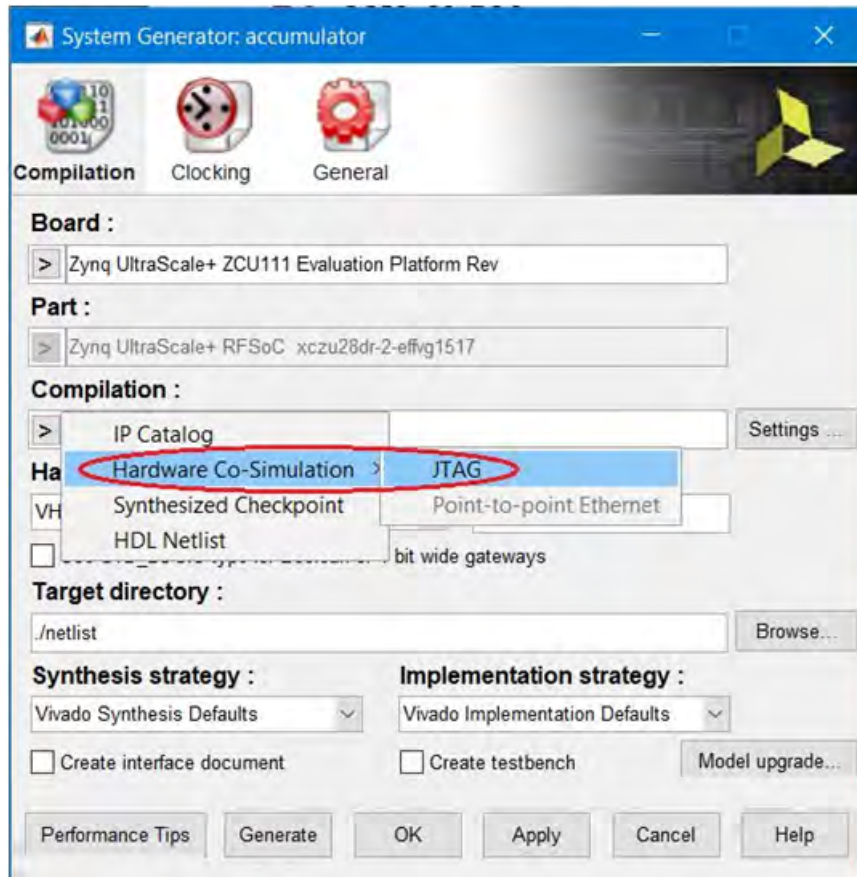 System Generator: accumulator
Compilation Clocking General
Board :
> Zynq UltraScale+ ZCU111 Evaluation Platform Rev
Part :
> Zynq UltraScale+ RFSoC xczu28dr-2-effvg1517
Compilation :
> IP Catalog Settings ...
Ha Hardware Co-Simulation > JTAG
VH Synthesized Checkpoint Point-to-point Ethernet
HDL Netlist
bit wide gateways
Target directory :
./netlist Browse...
Synthesis strategy : Implementation strategy :
Vivado Synthesis Defaults Vivado Implementation Defaults
Create interface document Create testbench Model upgrade...
Performance Tips Generate OK Apply Cancel Help